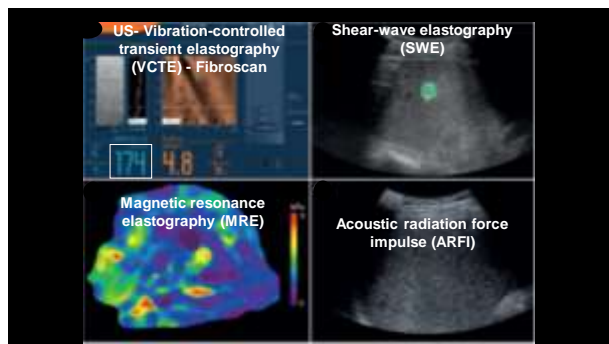 US- Vibration-controlled
transient elastography
(VCTE) - Fibroscan
174 4.8
Shear-wave elastography
(SWE)
Magnetic resonance
elastography (MRE)
Acoustic radiation force
impulse (ARFI)